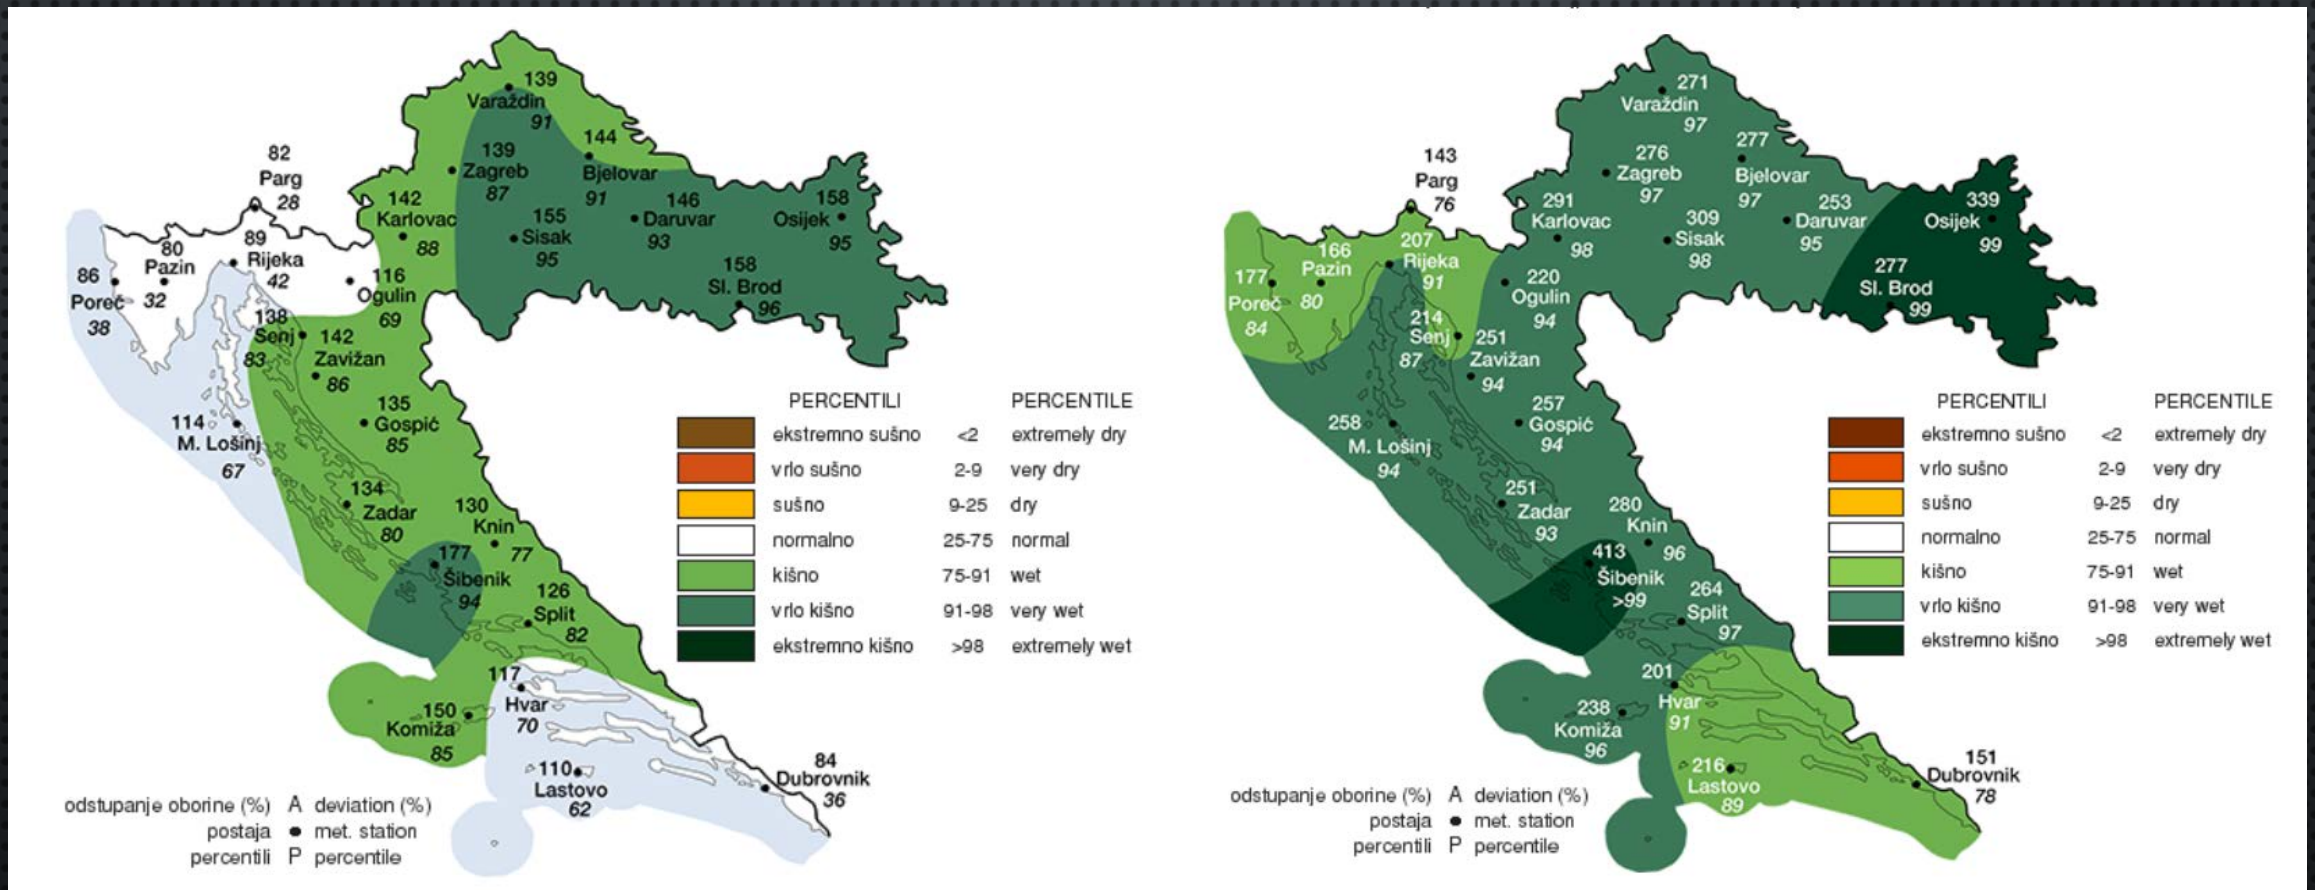 139
Varaždin
91
144
Bjelovar
91
139
Zagreb
87
82
Parg
28
142
Karlovac
88
155
Sisak
95
146
Daruvar
93
158
Osijek
95
158
Sl. Brod
96
89
Rijeka
42
80
Pazin
32
86
Poreč
38
116
Ogulin
69
138
Senj
83
142
Zavižan
86
135
Gospić
85
114
M. Lošinj
67
134
Zadar
80
130
Knin
77
177
Šibenik
94
126
Split
82
117
Hvar
70
150
Komiža
85
110
Lastovo
62
84
Dubrovnik
36
PERCENTILI PERCENTILE
ekstremno sušno <2 extremely dry
vrlo sušno 2-9 very dry
sušno 9-25 dry
normalno 25-75 normal
kišno 75-91 wet
vrlo kišno 91-98 very wet
ekstremno kišno >98 extremely wet
odstupanje oborine (%) A deviation (%)
postaja ● met. station
percentili P percentile
271
Varaždin
97
277
Bjelovar
97
276
Zagreb
97
143
Parg
76
291
Karlovac
98
309
Sisak
98
253
Daruvar
95
339
Osijek
99
277
Sl. Brod
99
207
Rijeka
91
166
Pazin
80
177
Poreč
84
220
Ogulin
94
214
Senj
87
251
Zavižan
94
257
Gospić
94
258
M. Lošinj
94
251
Zadar
93
280
Knin
96
413
Šibenik
>99
264
Split
97
201
Hvar
91
238
Komiža
96
216
Lastovo
89
151
Dubrovnik
78
PERCENTILI PERCENTILE
ekstremno sušno <2 extremely dry
vrlo sušno 2-9 very dry
sušno 9-25 dry
normalno 25-75 normal
kišno 75-91 wet
vrlo kišno 91-98 very wet
ekstremno kišno >98 extremely wet
odstupanje oborine (%) A deviation (%)
postaja ● met. station
percentili P percentile